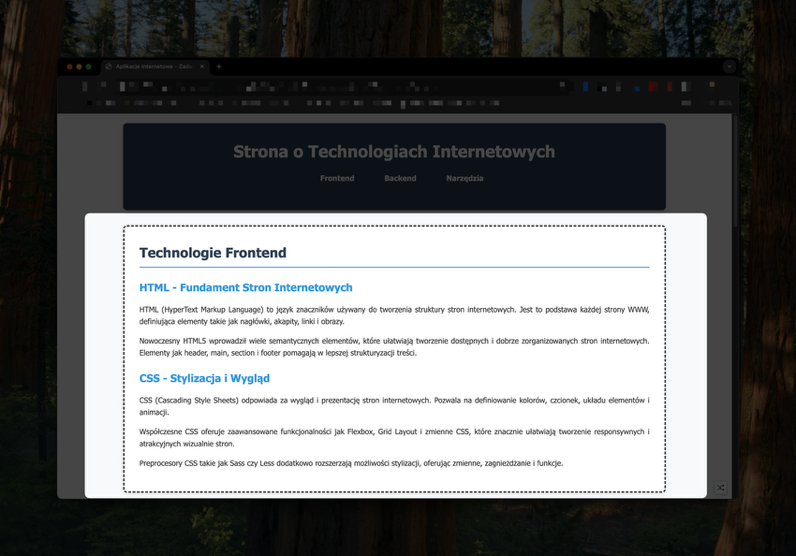 Aplikacje Internetowe - Zada
Strona o Technologiach Internetowych
Frontend Backend Narzędzia
Technologie Frontend
HTML - Fundament Stron Internetowych
HTML (HyperText Markup Language) to język znaczników używany do tworzenia struktury stron internetowych. Jest to podstawa każdej strony WWW,
definiująca elementy takie jak nagłówki, akapity, linki i obrazy.
Nowoczesny HTML5 wprowadził wiele semantycznych elementów, które ułatwiają tworzenie dostępnych i dobrze zorganizowanych stron internetowych.
Elementy jak header, main, section i footer pomagają w lepszej strukturyzacji treści.
CSS - Stylizacja i Wygląd
CSS (Cascading Style Sheets) odpowiada za wygląd i prezentację stron internetowych. Pozwala na definiowanie kolorów, czcionek, układu elementów i
animacji.
Współczesne CSS oferuje zaawansowane funkcjonalności jak Flexbox, Grid Layout i zmienne CSS, które znacznie ułatwiają tworzenie responsywnych i
atrakcyjnych wizualnie stron.
Preprocesory CSS takie jak Sass czy Less dodatkowo rozszerzają możliwości stylizacji, oferując zmienne, zagnieżdżanie i funkcje.